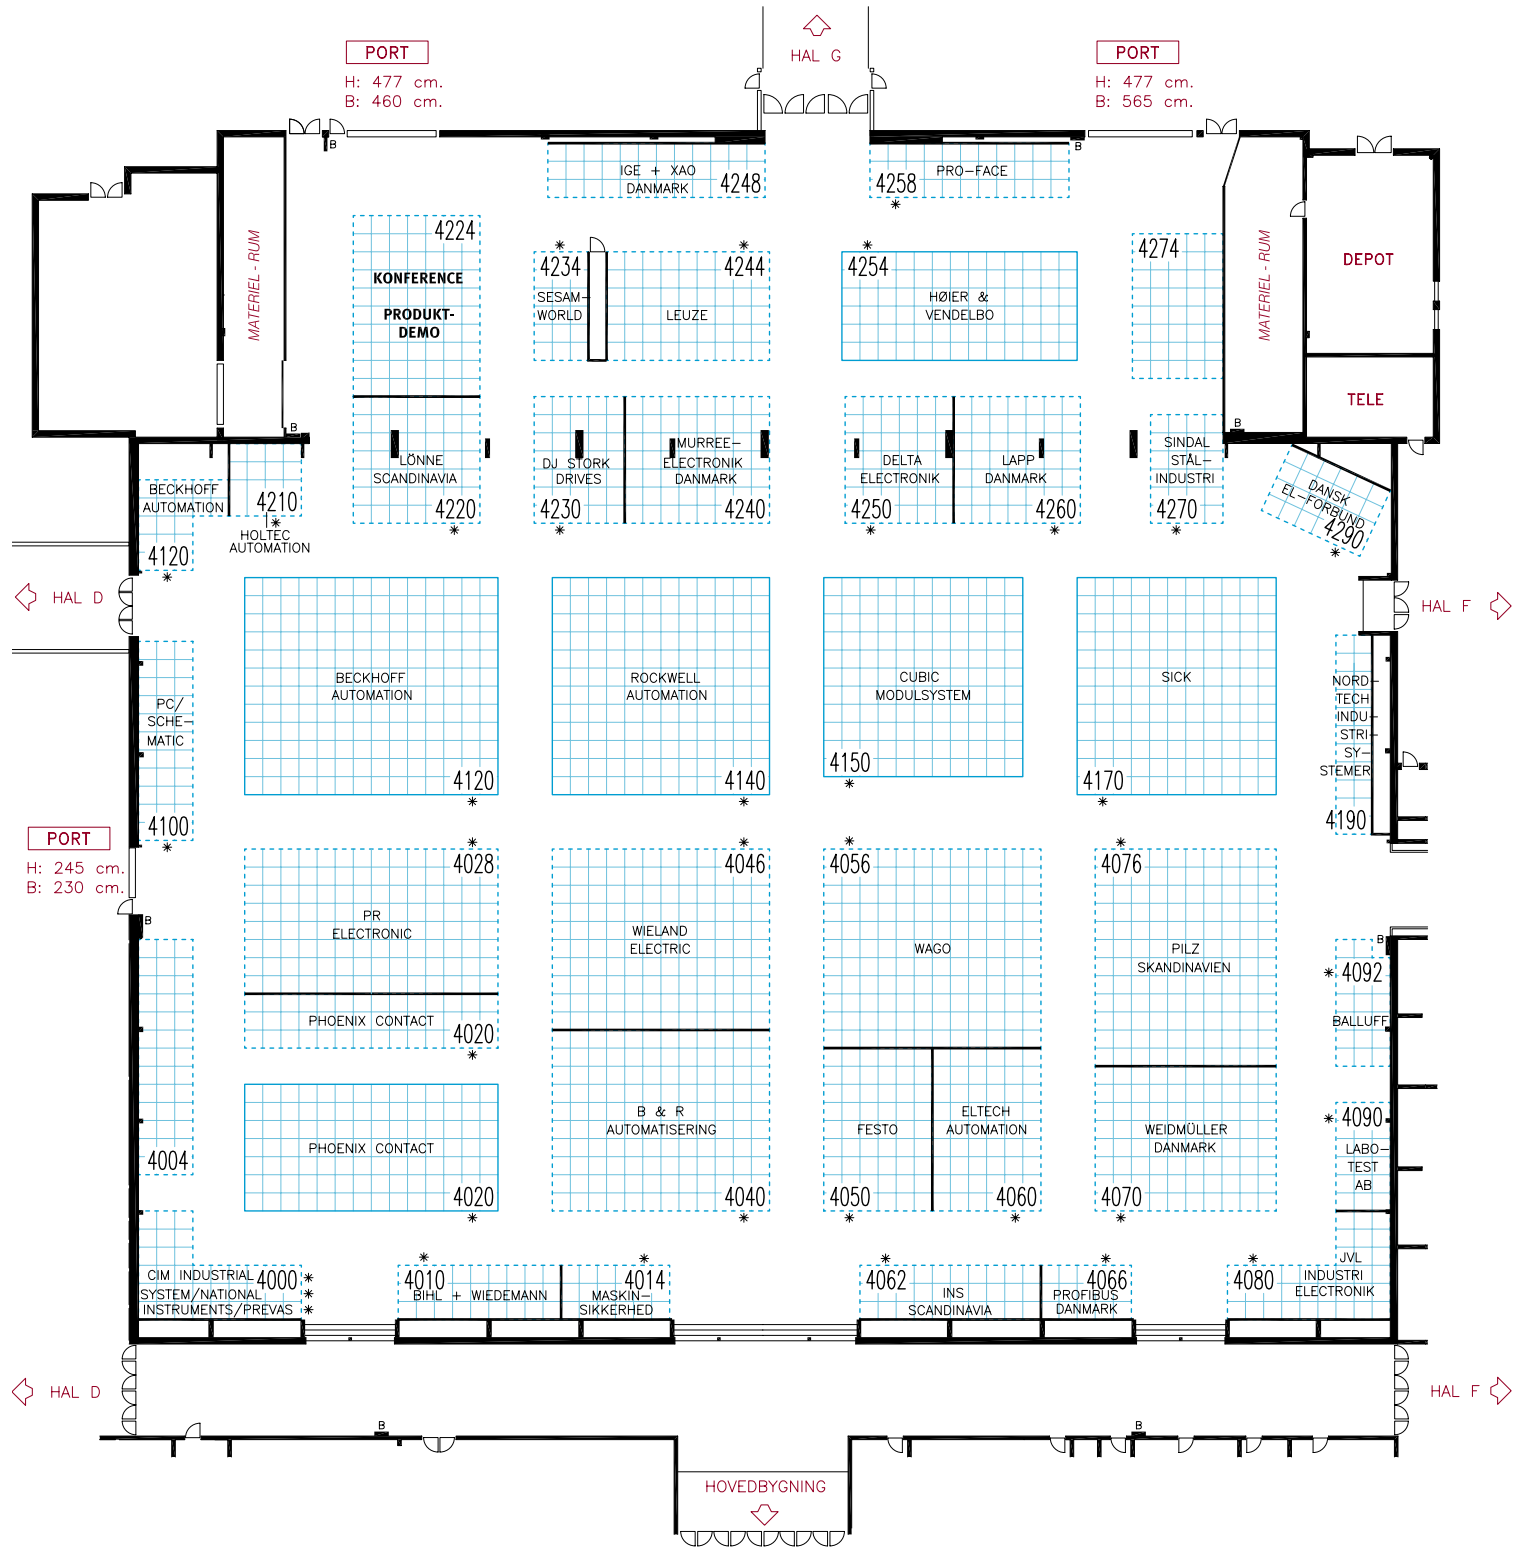 HAL G
PORT
H: 477 cm.
B: 460 cm.
PORT
H: 477 cm.
B: 565 cm.
B
B
IGE + XAO
DANMARK
4248
4258
PRO-FACE
MATERIEL - RUM
4224
KONFERENCE
PRODUKT-
DEMO
4234
SESAM-
WORLD
4244
LEUZE
4254
HØIER &
VENDELBO
4274
MATERIEL - RUM
DEPOT
TELE
B
B
LÖNNE
SCANDINAVIA
4220
DJ STORK
DRIVES
4230
MURREE-
ELECTRONIK
DANMARK
4240
DELTA
ELECTRONIK
4250
LAPP
DANMARK
4260
SINDAL
STÅL-
INDUSTRI
4270
DANSK
EL-FORBUND
4290
BECKHOFF
AUTOMATION
4120
4210
HOLTEC
AUTOMATION
HAL D
HAL F
BECKHOFF
AUTOMATION
4120
ROCKWELL
AUTOMATION
4140
CUBIC
MODULSYSTEM
4150
SICK
4170
PC/
SCHE-
MATIC
4100
NORD-
TECH
INDU-
STRI-
SY-
STEMER
4190
PORT
H: 245 cm.
B: 230 cm.
B
4028
PR
ELECTRONIC
4046
WIELAND
ELECTRIC
4056
WAGO
4076
PILZ
SKANDINAVIEN
B
4092
BALLUFF
PHOENIX CONTACT
4020
4004
PHOENIX CONTACT
4020
B & R
AUTOMATISERING
4040
FESTO
4050
ELTECH
AUTOMATION
4060
WEIDMÜLLER
DANMARK
4070
4090
LABO-
TEST
AB
CIM INDUSTRIAL
SYSTEM/NATIONAL
INSTRUMENTS/PREVAS
4000
4010
BIHL + WIEDEMANN
4014
MASKIN-
SIKKERHED
4062
INS
SCANDINAVIA
4066
PROFIBUS
DANMARK
4080
JVL
INDUSTRI
ELECTRONIK
HAL D
HAL F
B
B
HOVEDBYGNING